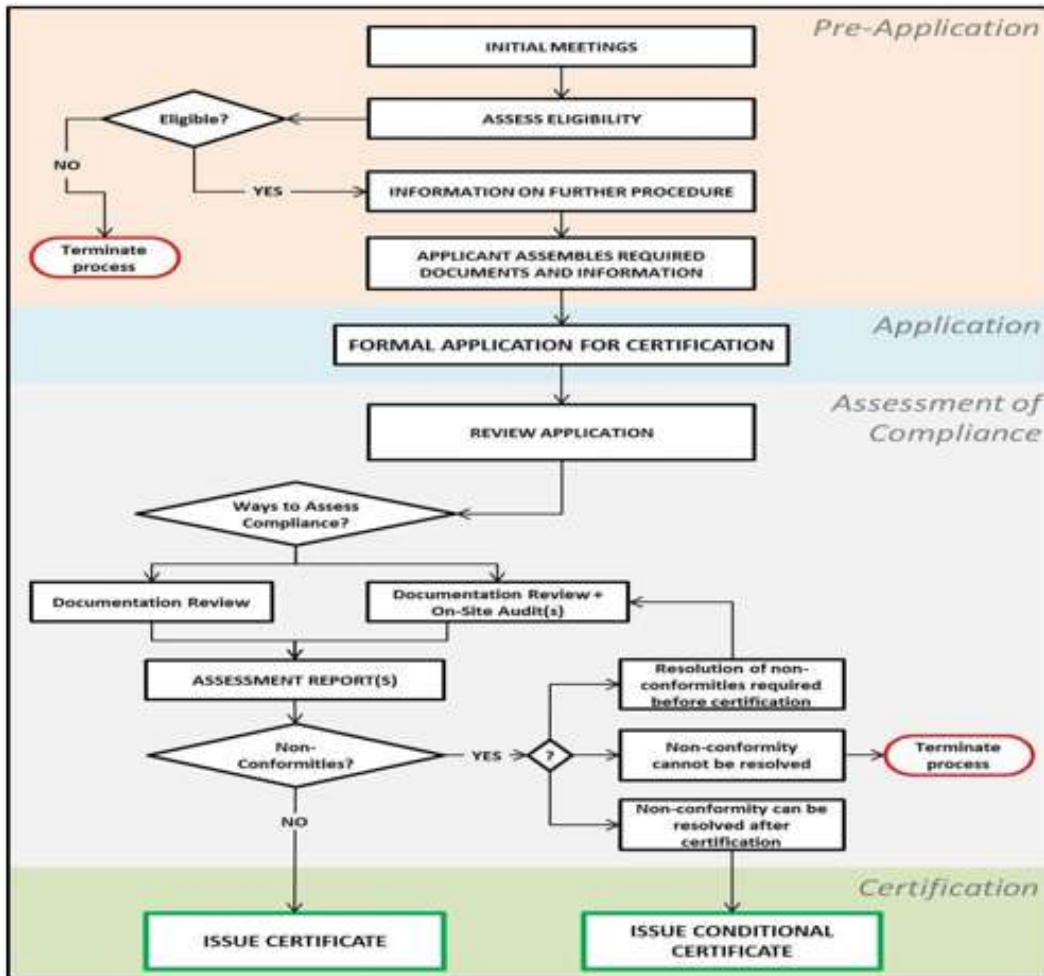 Pre-Application
INITIAL MEETINGS
Eligible?
ASSESS ELIGIBILITY
NO
YES
INFORMATION ON FURTHER PROCEDURE
Terminate
process
APPLICANT ASSEMBLES REQUIRED
DOCUMENTS AND INFORMATION
Application
FORMAL APPLICATION FOR CERTIFICATION
Assessment of
Compliance
REVIEW APPLICATION
Ways to Assess
Compliance?
Documentation Review
Documentation Review +
On-Site Audit(s)
ASSESSMENT REPORT(S)
Resolution of non-
conformities required
before certification
Non-
Conformities?
YES
?
Non-conformity
cannot be resolved
Terminate
process
NO
Non-conformity can be
resolved after
certification
Certification
ISSUE CERTIFICATE
ISSUE CONDITIONAL
CERTIFICATE